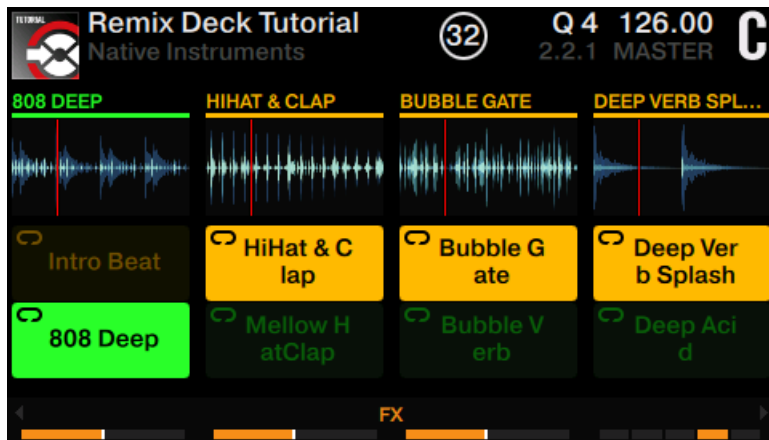 TUTORIAL
Remix Deck Tutorial
Native Instruments
32
Q 4 126.00
2.2.1 MASTER
C
808 DEEP
HIHAT & CLAP
BUBBLE GATE
DEEP VERB SPL...
Intro Beat
HiHat & C
lap
Bubble G
ate
Deep Ver
b Splash
808 Deep
Mellow H
atClap
Bubble V
erb
Deep Aci
d
FX